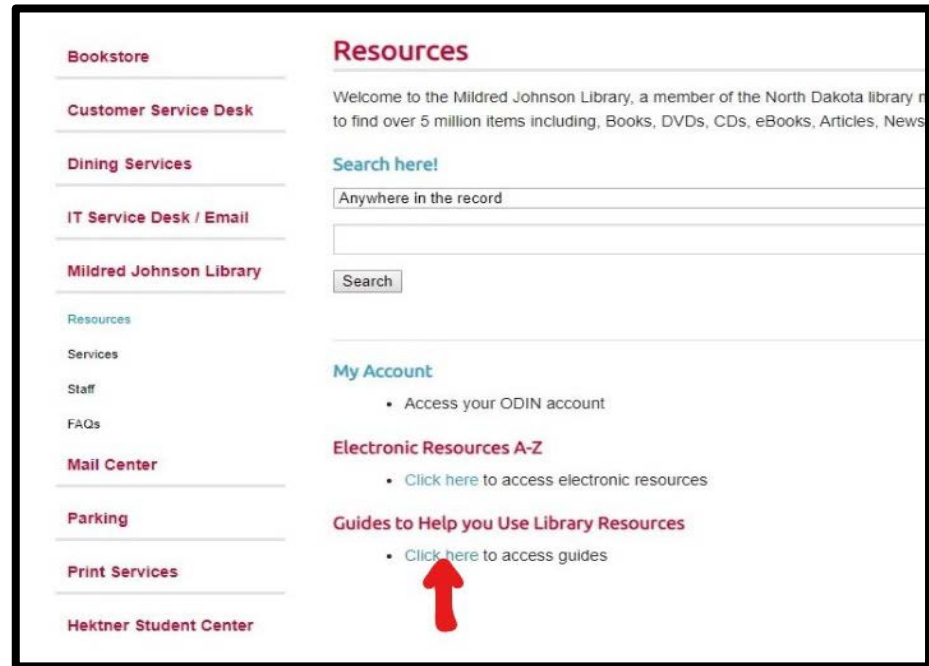 Bookstore
Customer Service Desk
Dining Services
IT Service Desk / Email
Mildred Johnson Library
Resources
Services
Staff
FAQs
Mail Center
Parking
Print Services
Hektner Student Center
Resources
Welcome to the Mildred Johnson Library, a member of the North Dakota library
to find over 5 million items including, Books, DVDs, CDs, eBooks, Articles, News
Search here!
Anywhere in the record
Search
My Account
• Access your ODIN account
Electronic Resources A-Z
• Click here to access electronic resources
Guides to Help you Use Library Resources
• Click here to access guides